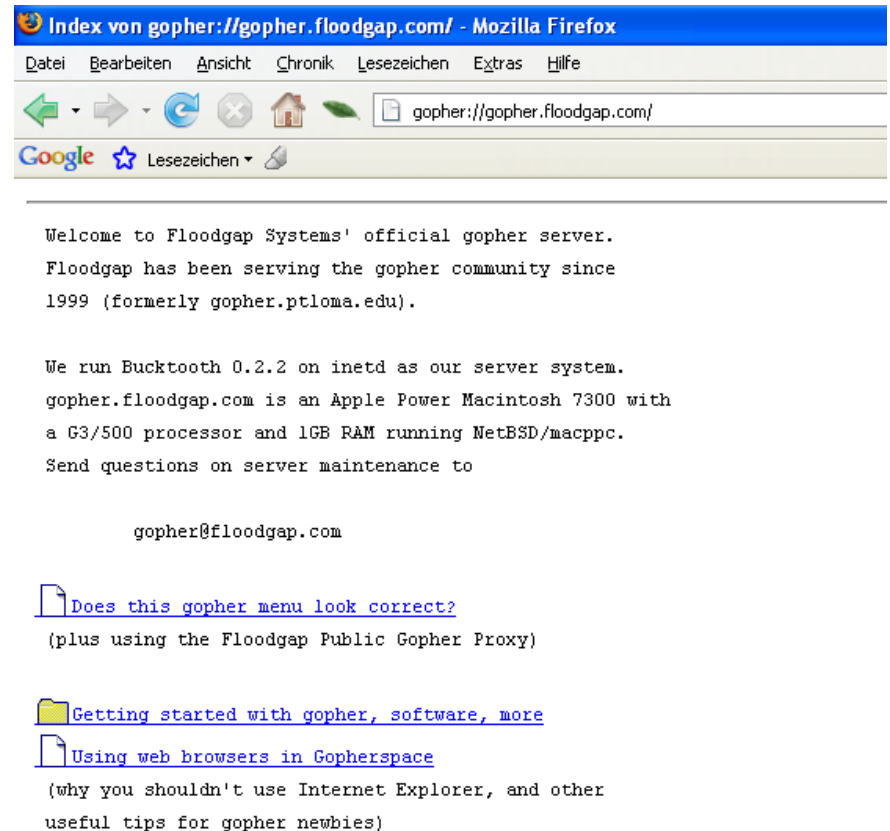 Index von gopher://gopher.floodgap.com/ - Mozilla Firefox
Datei Bearbeiten Ansicht Chronik Lesezeichen Extras Hilfe
gopher://gopher.floodgap.com/
Google Lesezeichen
Welcome to Floodgap Systems' official gopher server.
Floodgap has been serving the gopher community since
1999 (formerly gopher.ptloma.edu).
We run Bucktooth 0.2.2 on inetd as our server system.
gopher.floodgap.com is an Apple Power Macintosh 7300 with
a G3/500 processor and 1GB RAM running NetBSD/macppc.
Send questions on server maintenance to
gopher@floodgap.com
Does this gopher menu look correct?
(plus using the Floodgap Public Gopher Proxy)
Getting started with gopher, software, more
Using web browsers in Gopherspace
(why you shouldn't use Internet Explorer, and other
useful tips for gopher newbies)